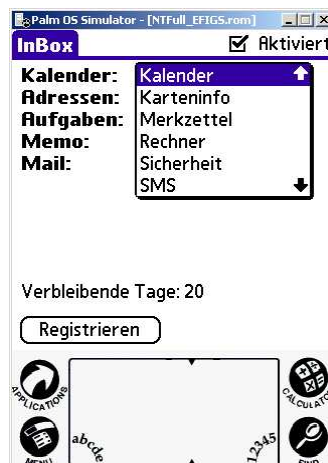 Palm OS Simulator - [NTFull_EFIGS.rom]
InBox Aktiviert
Kalender: Kalender
Adressen: Karteninfo
Aufgaben: Merkzettel
Memo: Rechner
Mail: Sicherheit
SMS
Verbleibende Tage: 20
Registrieren
APPLICATIONS
CALCULATOR
abcde
12345
MENU
FIND